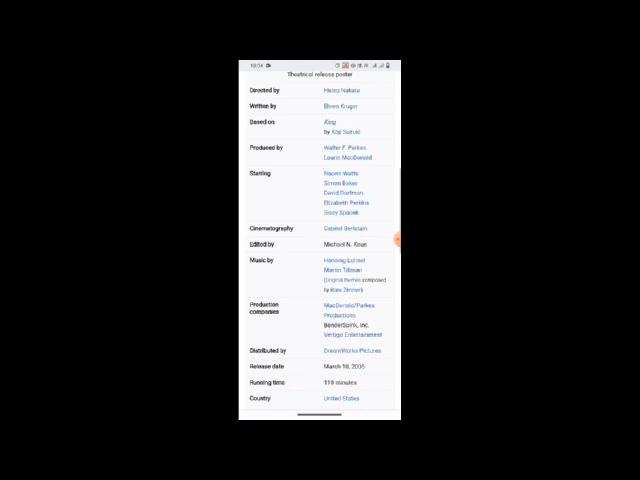 Theatrical release poster
Directed by Hideo Nakata
Written by Ehren Kruger
Based on Ring
by Koji Suzuki
Produced by Walter F. Parkes
Laurie MacDonald
Starring Naomi Watts
Simon Baker
David Dorfman
Elizabeth Perkins
Sissy Spacek
Cinematography Gabriel Beristain
Edited by Michael N. Knue
Music by Henning Lohner
Martin Tillman
(Original themes composed
by Hans Zimmer)
Production MacDonald/Parkes
companies Productions
BenderSpink, Inc.
Vertigo Entertainment
Distributed by DreamWorks Pictures
Release date March 18, 2005
Running time 110 minutes
Country United States